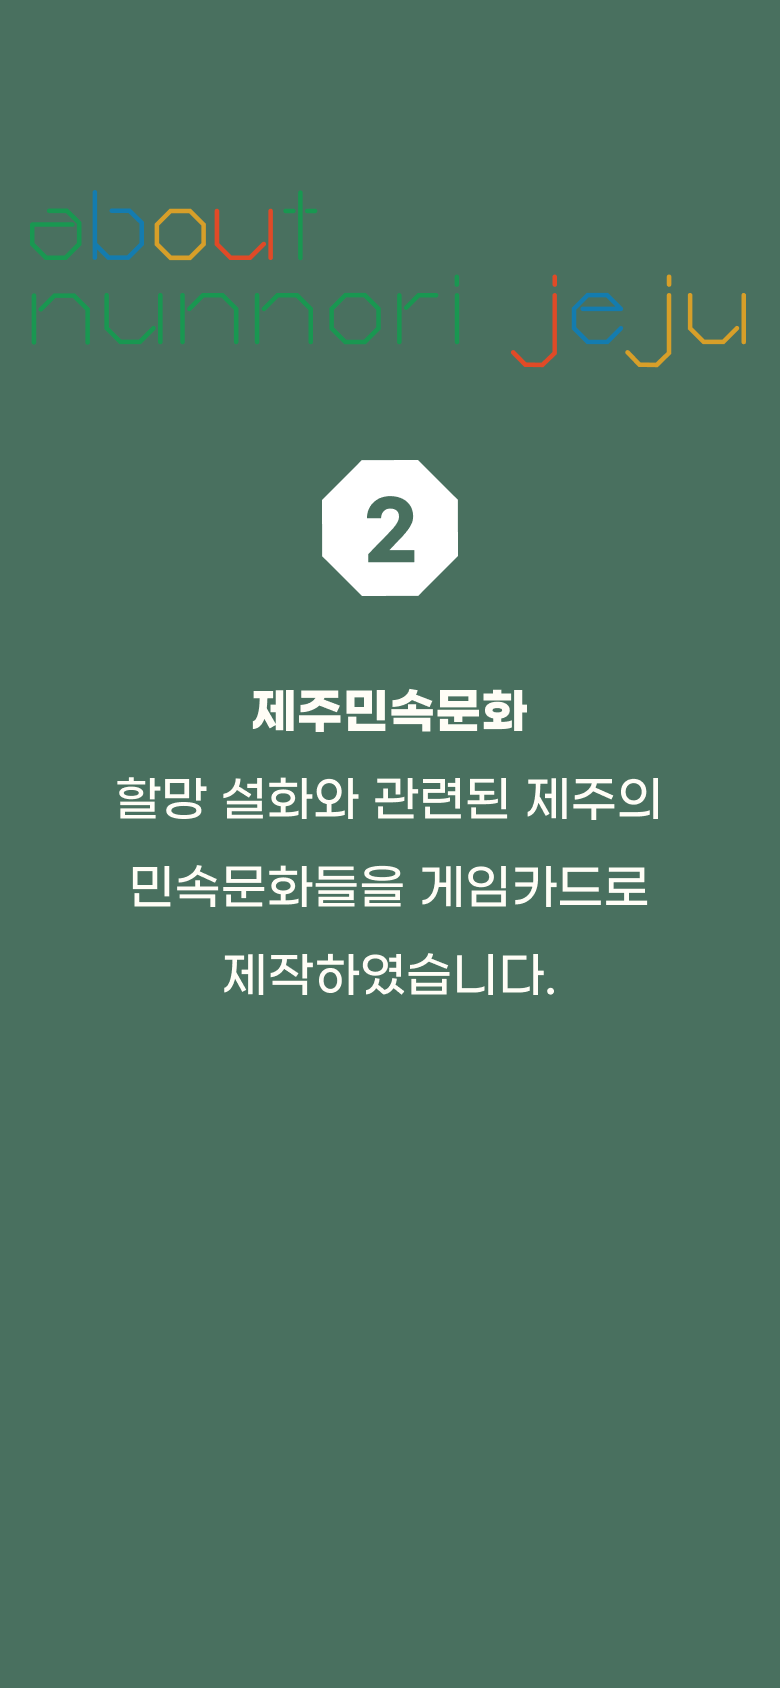 about
nunnori jeju
2
제주민속문화
할망 설화와 관련된 제주의
민속문화들을 게임카드로
제작하였습니다.